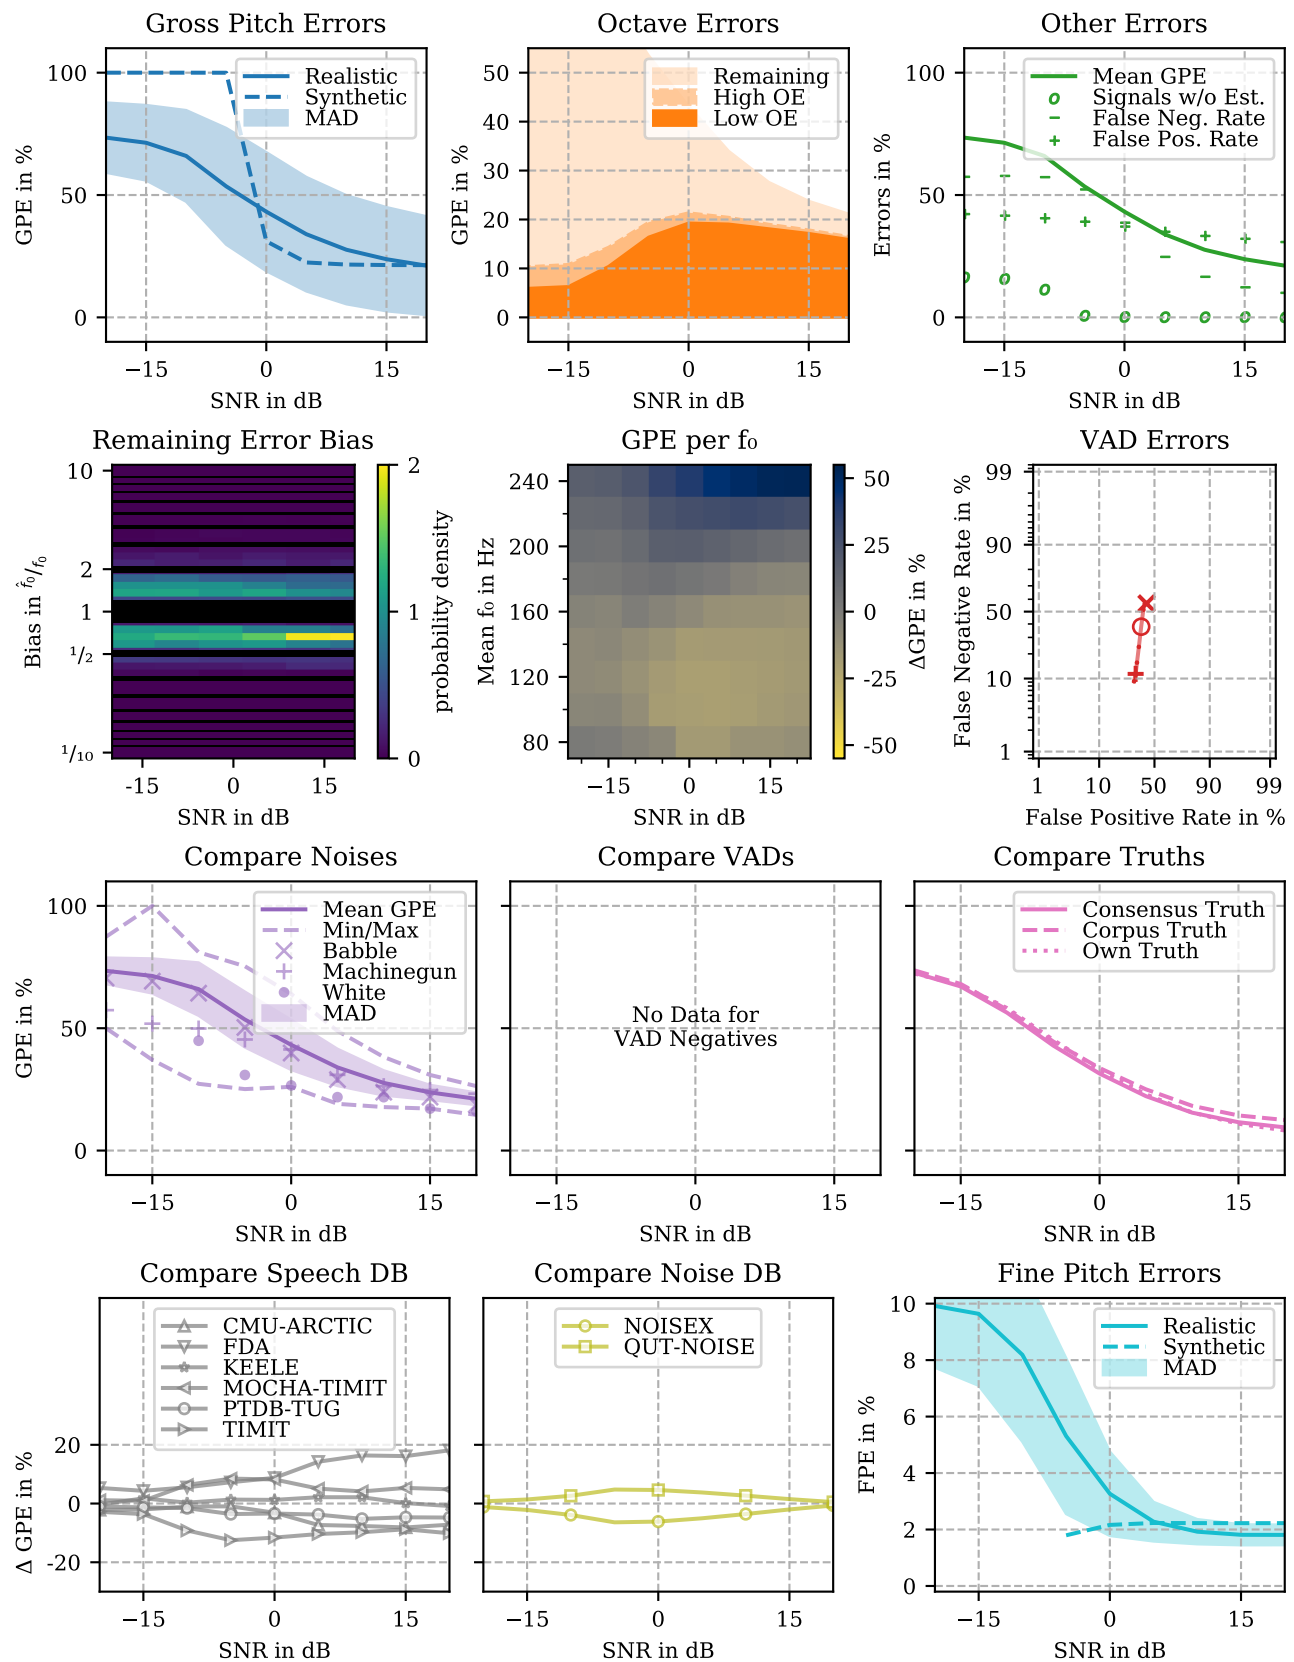 Gross Pitch Errors
100
50
0
GPE in %
Realistic
Synthetic
MAD
−15 0 15
SNR in dB
Octave Errors
50
40
30
20
10
0
GPE in %
Remaining
High OE
Low OE
−15 0 15
SNR in dB
Other Errors
100
50
0
Errors in %
Mean GPE
Signals w/o Est.
False Neg. Rate
False Pos. Rate
−15 0 15
SNR in dB
Remaining Error Bias
10
2
1
¹/₂
¹/₁₀
Bias in f̂₀/f₀
-15 0 15
SNR in dB
2
1
0
probability density
GPE per f₀
240
200
160
120
80
Mean f₀ in Hz
−15 0 15
SNR in dB
50
25
0
-25
-50
ΔGPE in %
VAD Errors
99
90
50
10
1
False Negative Rate in %
1 10 50 90 99
False Positive Rate in %
Compare Noises
100
50
0
GPE in %
Mean GPE
Min/Max
Babble
Machinegun
White
MAD
−15 0 15
SNR in dB
Compare VADs
No Data for
VAD Negatives
−15 0 15
SNR in dB
Compare Truths
Consensus Truth
Corpus Truth
Own Truth
−15 0 15
SNR in dB
Compare Speech DB
CMU-ARCTIC
FDA
KEELE
MOCHA-TIMIT
PTDB-TUG
TIMIT
20
0
-20
Δ GPE in %
−15 0 15
SNR in dB
Compare Noise DB
NOISEX
QUT-NOISE
−15 0 15
SNR in dB
Fine Pitch Errors
10
8
6
4
2
0
FPE in %
Realistic
Synthetic
MAD
−15 0 15
SNR in dB